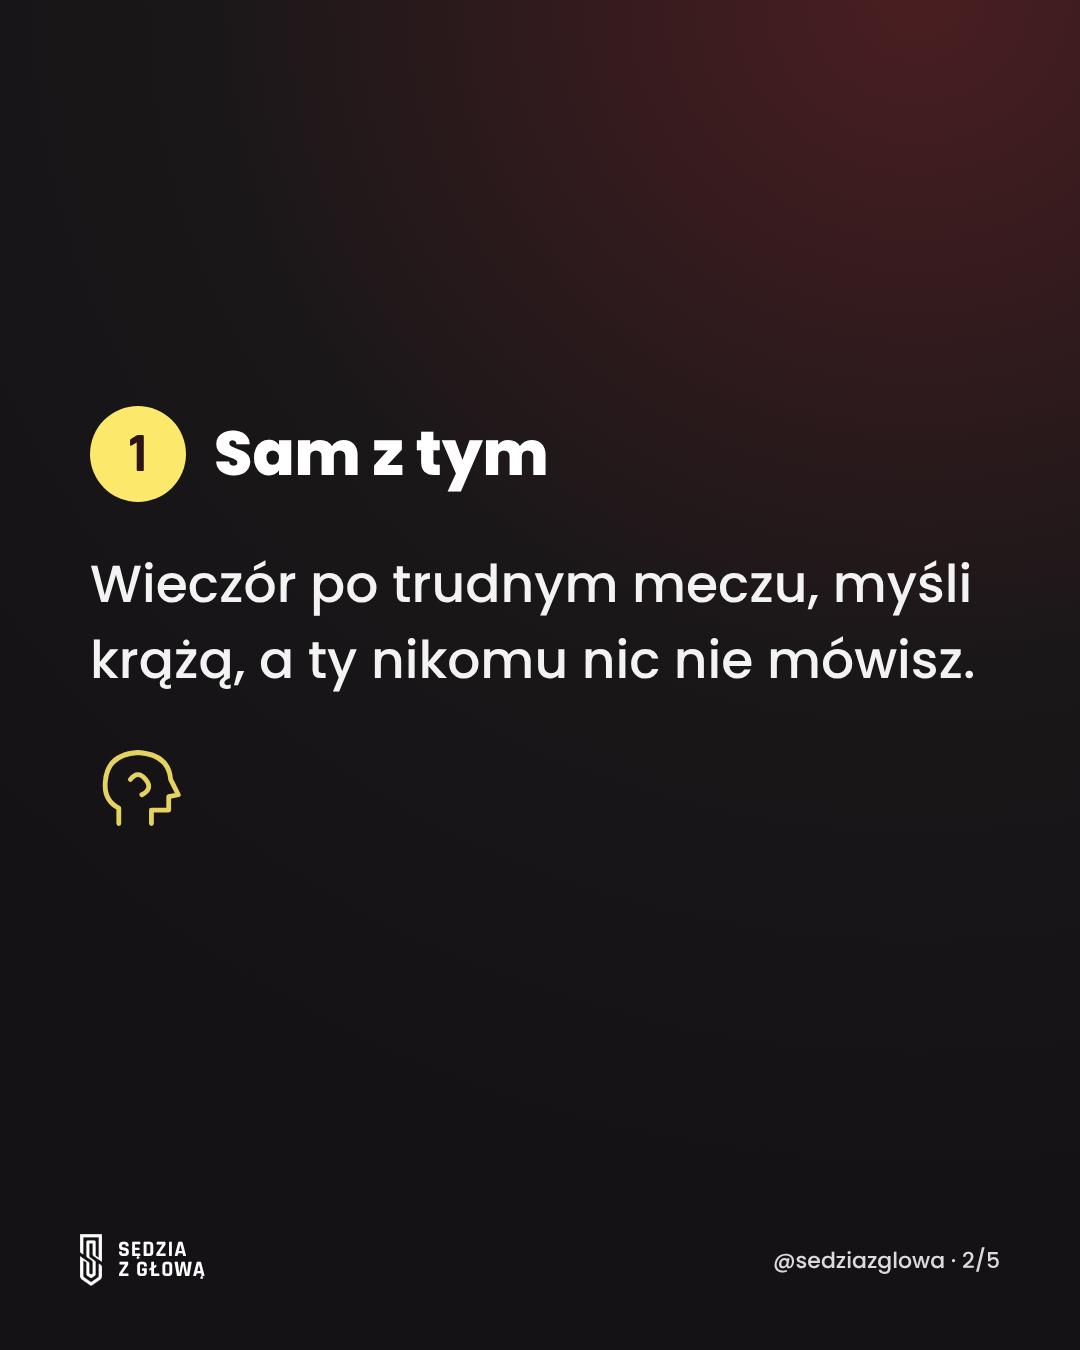 1 Sam z tym
Wieczór po trudnym meczu, myśli
krążą, a ty nikomu nic nie mówisz.
SĘDZIA
Z GŁOWĄ
@sedziazglowa · 2/5